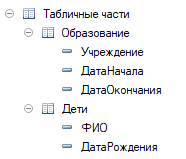 Табличные части
Образование
Учреждение
ДатаНачала
ДатаОкончания
Дети
ФИО
ДатаРождения